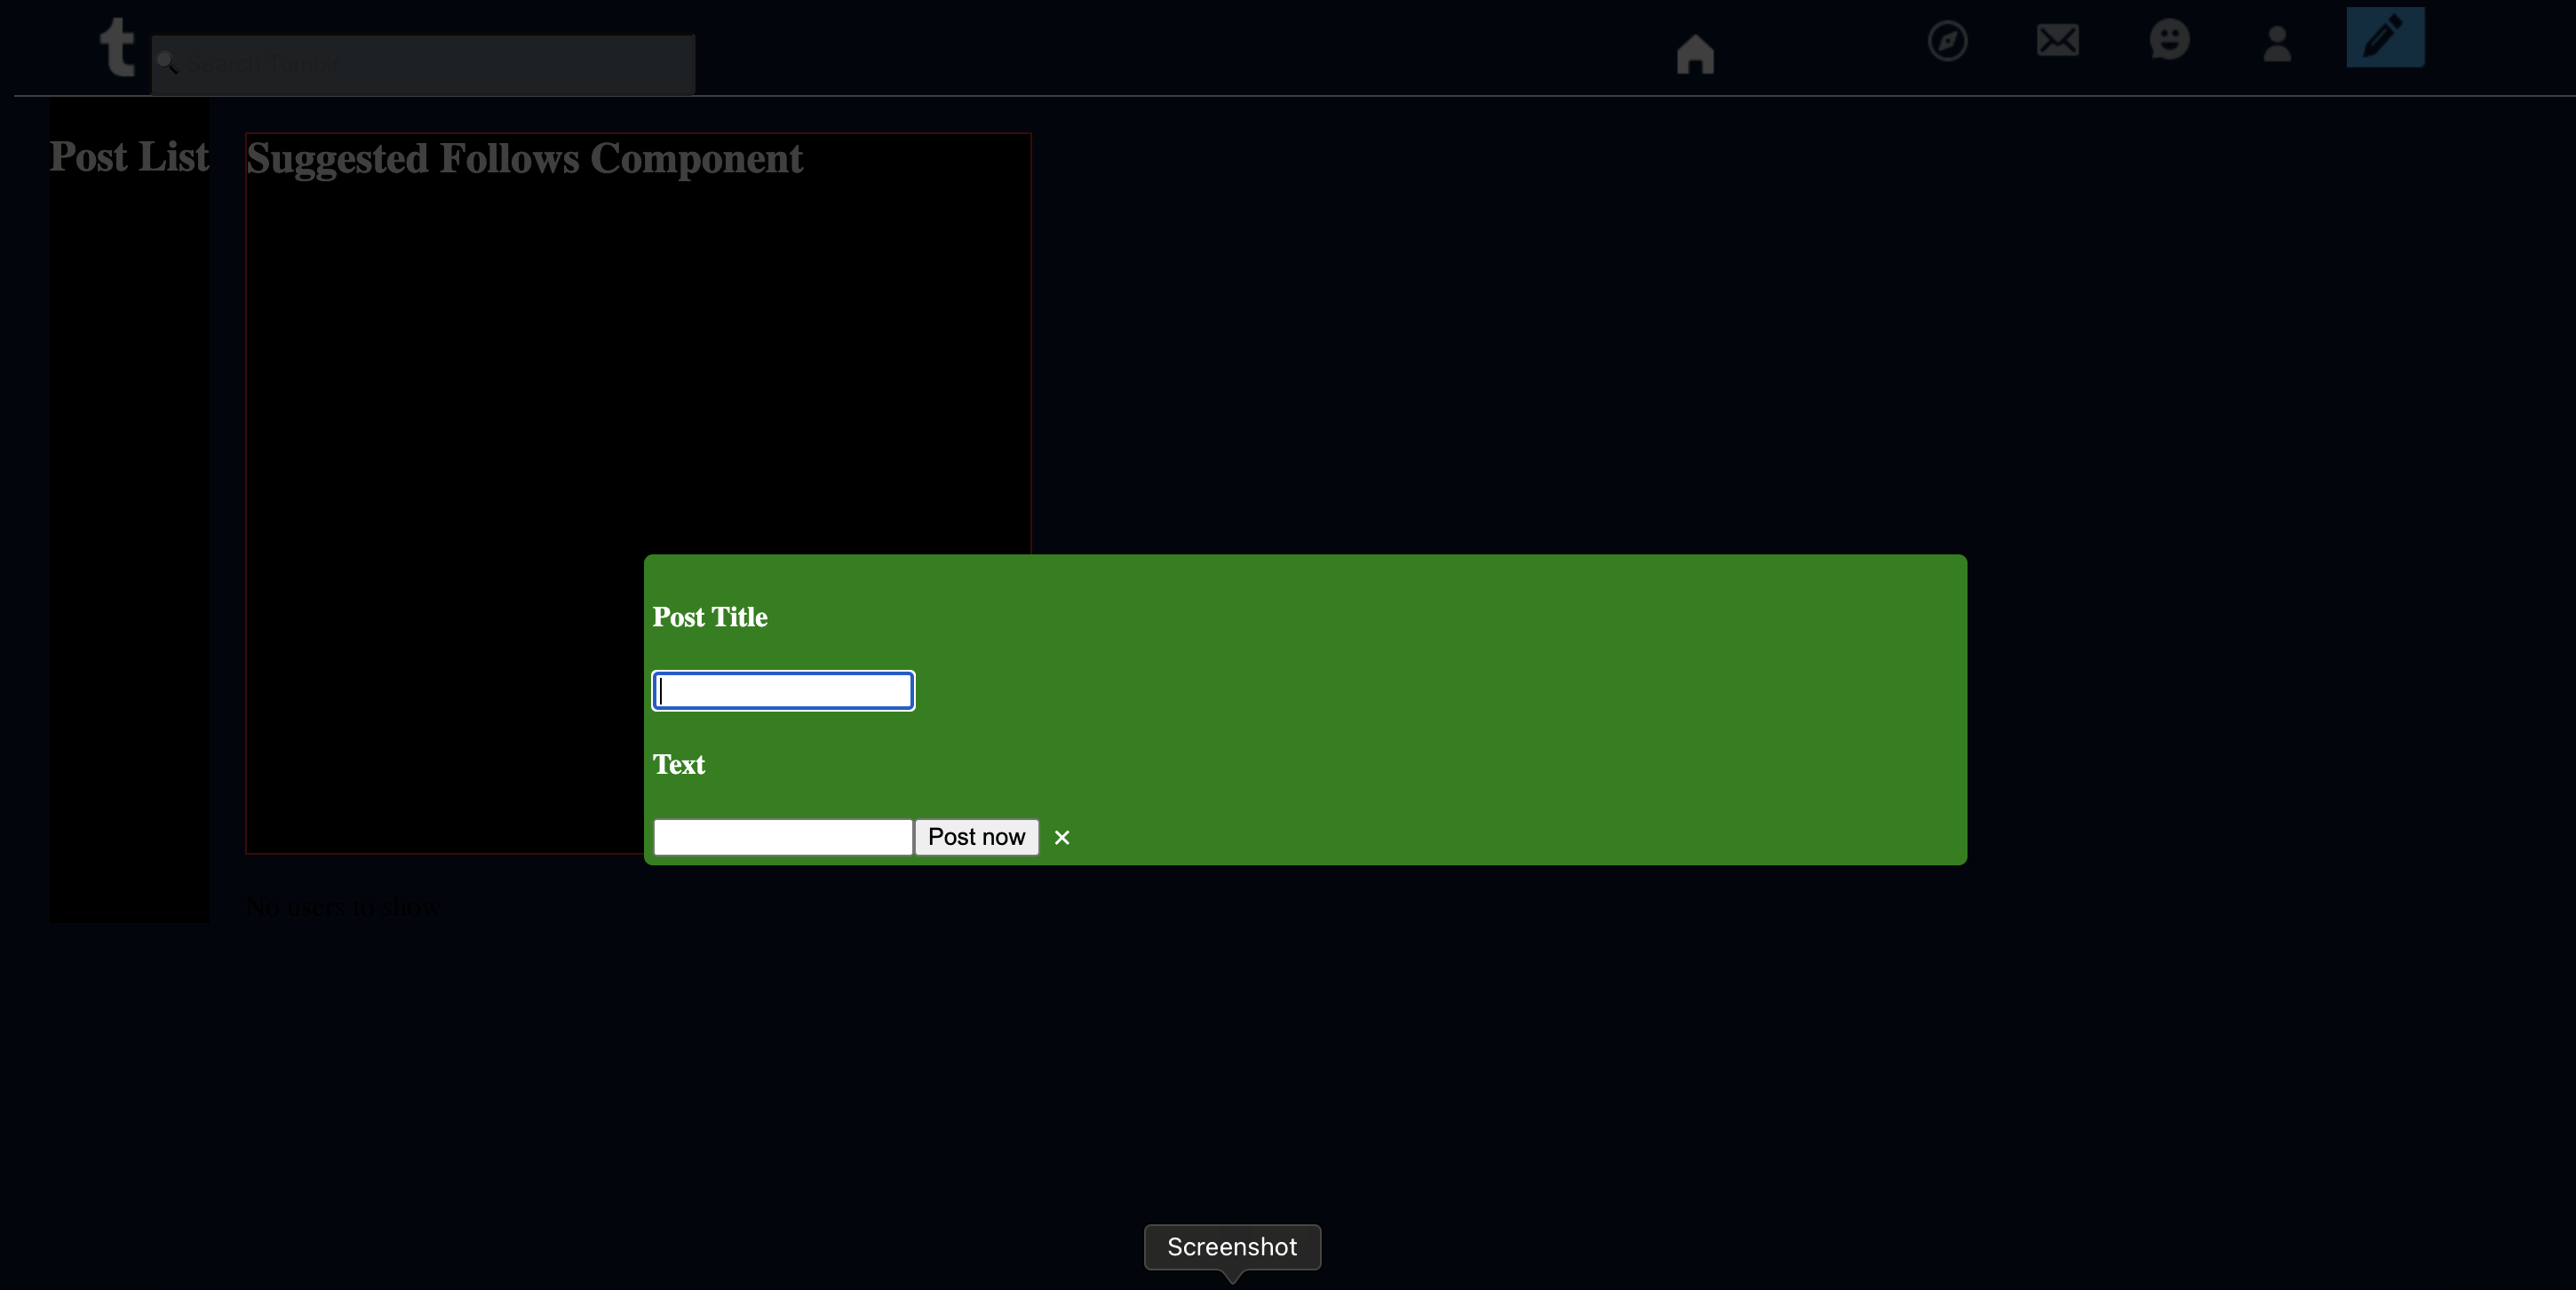 t
Search Tumblr
Post List
Suggested Follows Component
Post Title
Text
Post now ×
No users to show
Screenshot